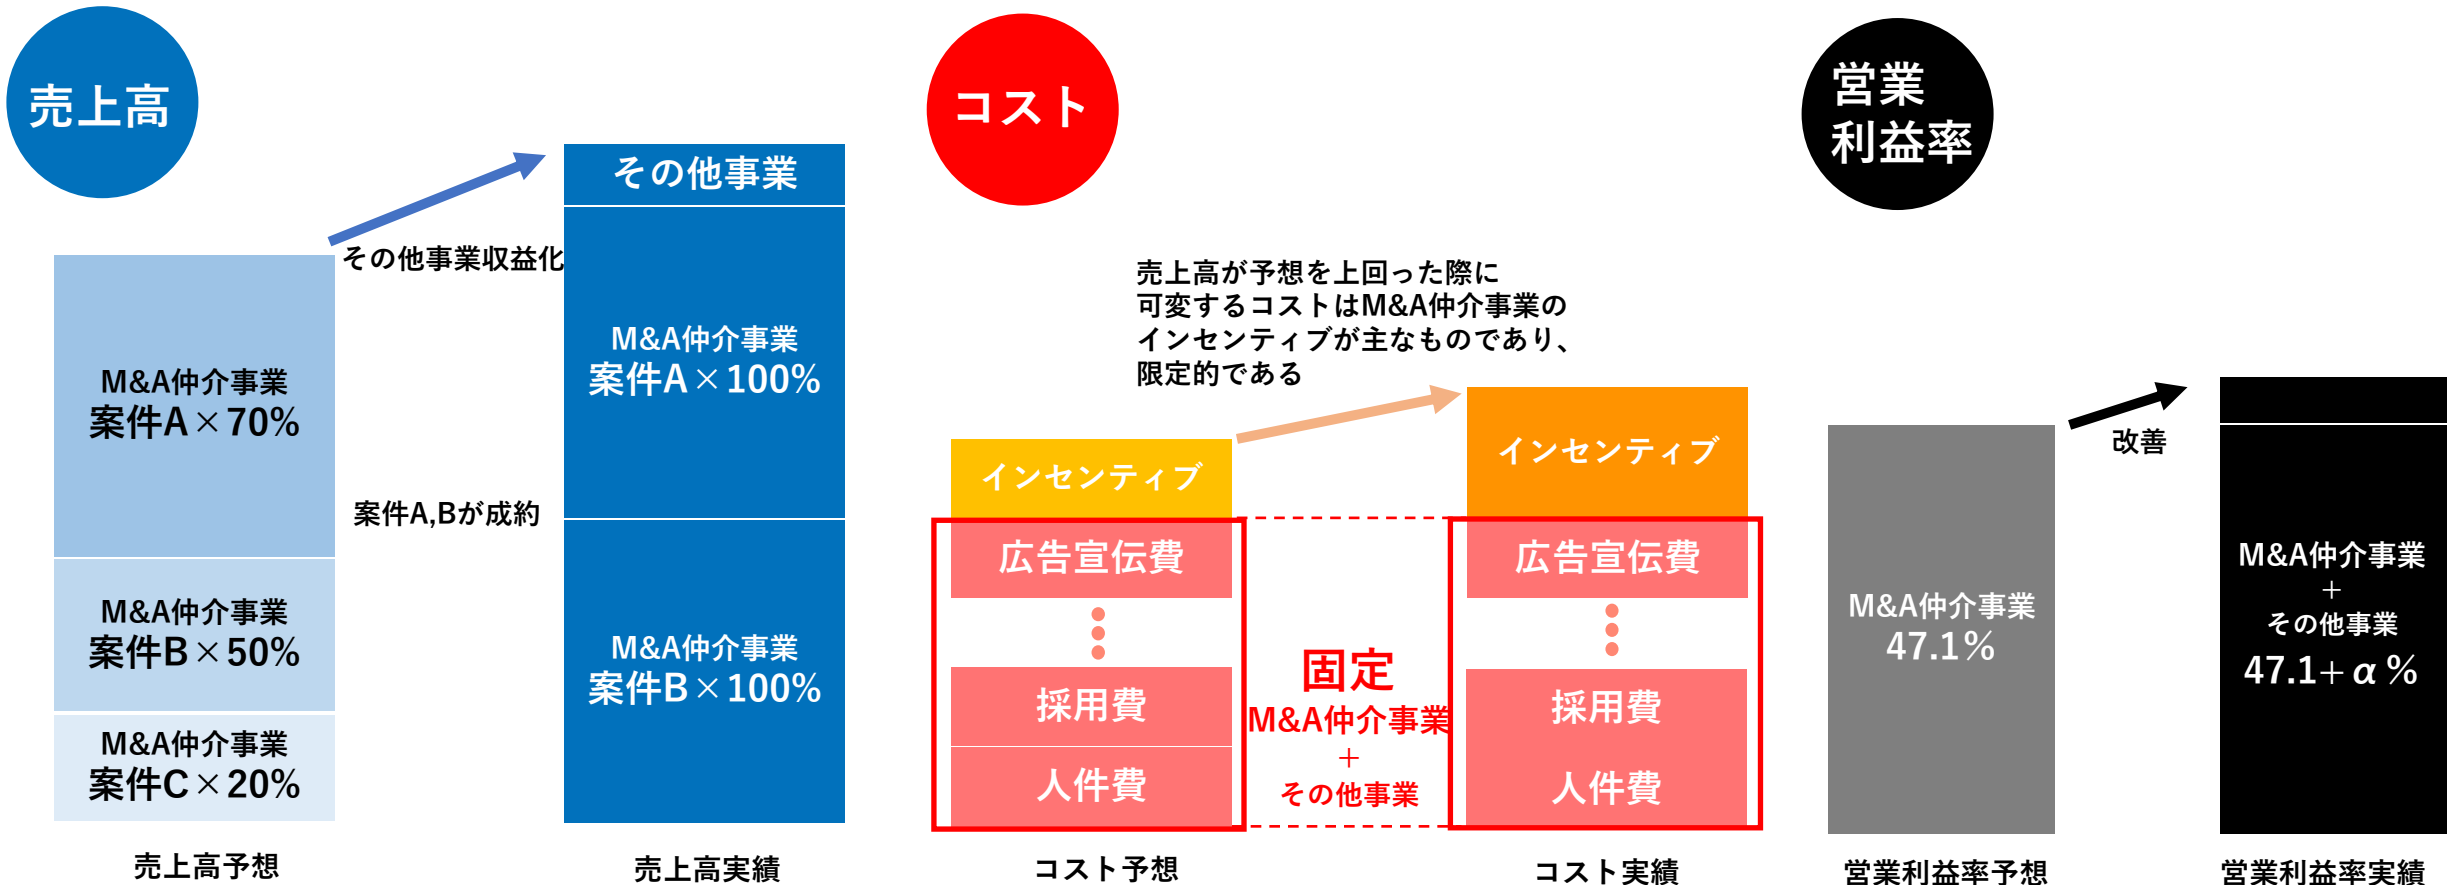 売上高
その他事業収益化
案件A,Bが成約
M&A仲介事業
案件A×70%
M&A仲介事業
案件B×50%
M&A仲介事業
案件C×20%
売上高予想
その他事業
M&A仲介事業
案件A×100%
M&A仲介事業
案件B×100%
売上高実績
コスト
売上高が予想を上回った際に
可変するコストはM&A仲介事業の
インセンティブが主なものであり、
限定的である
インセンティブ
広告宣伝費
採用費
人件費
コスト予想
固定
M&A仲介事業
＋
その他事業
インセンティブ
広告宣伝費
採用費
人件費
コスト実績
営業
利益率
M&A仲介事業
47.1%
営業利益率予想
改善
M&A仲介事業
＋
その他事業
47.1＋α％
営業利益率実績